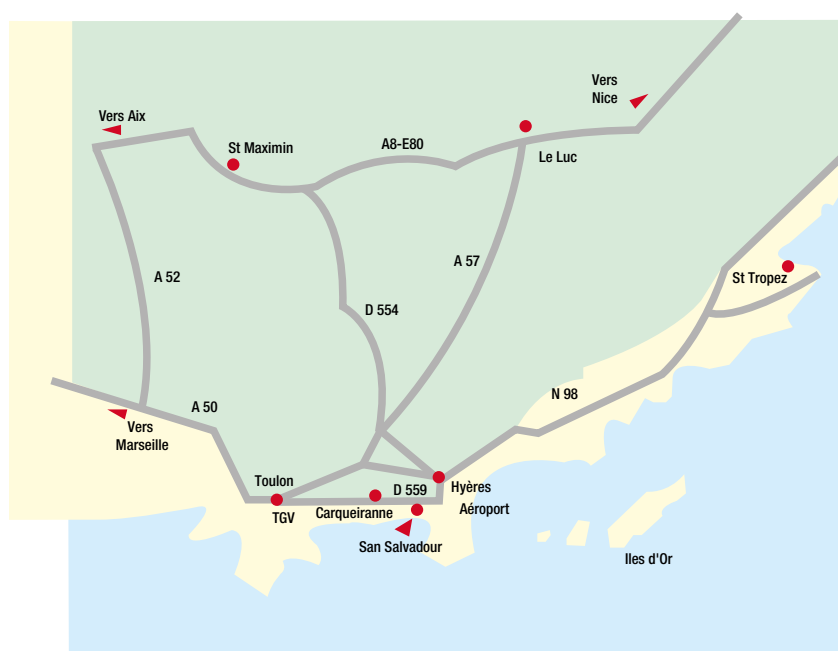 Vers
Nice
Vers Aix
St Maximin
A8-E80
Le Luc
A 52
A 57
St Tropez
D 554
N 98
A 50
Vers
Marseille
Toulon
TGV
Carqueiranne
D 559
Hyères
Aéroport
San Salvadour
Iles d'Or